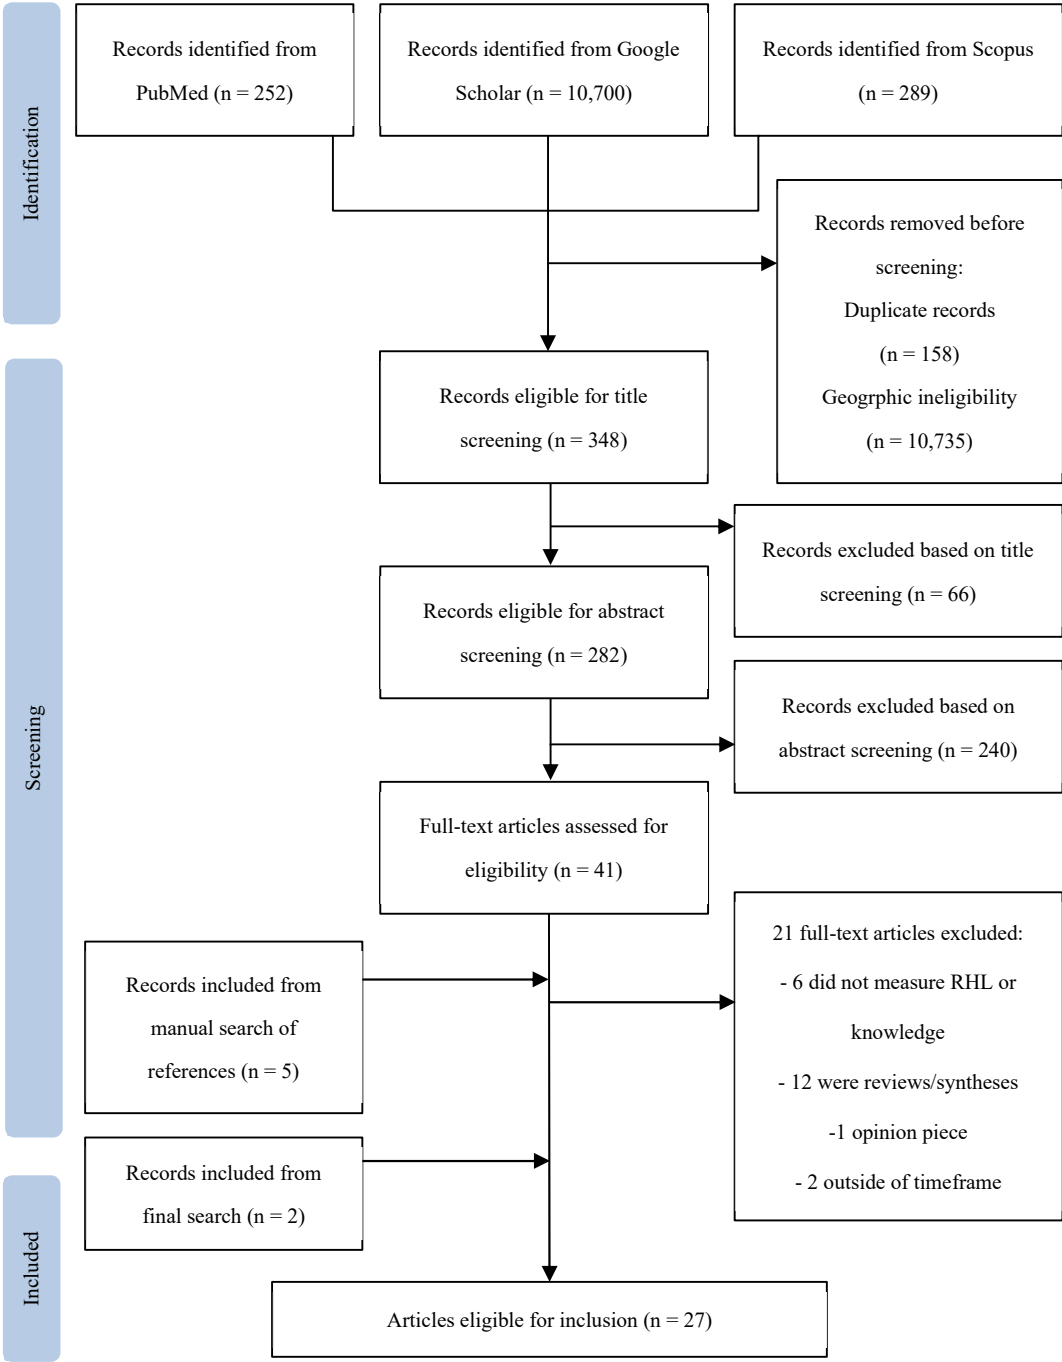 Identification
Records identified from
PubMed (n = 252)
Records identified from Google
Scholar (n = 10,700)
Records identified from Scopus
(n = 289)
Records removed before
screening:
Duplicate records
(n = 158)
Geogrphic ineligibility
(n = 10,735)
Screening
Records eligible for title
screening (n = 348)
Records excluded based on title
screening (n = 66)
Records eligible for abstract
screening (n = 282)
Records excluded based on
abstract screening (n = 240)
Full-text articles assessed for
eligibility (n = 41)
21 full-text articles excluded:
- 6 did not measure RHL or
knowledge
- 12 were reviews/syntheses
-1 opinion piece
- 2 outside of timeframe
Records included from
manual search of
references (n = 5)
Records included from
final search (n = 2)
Included
Articles eligible for inclusion (n = 27)